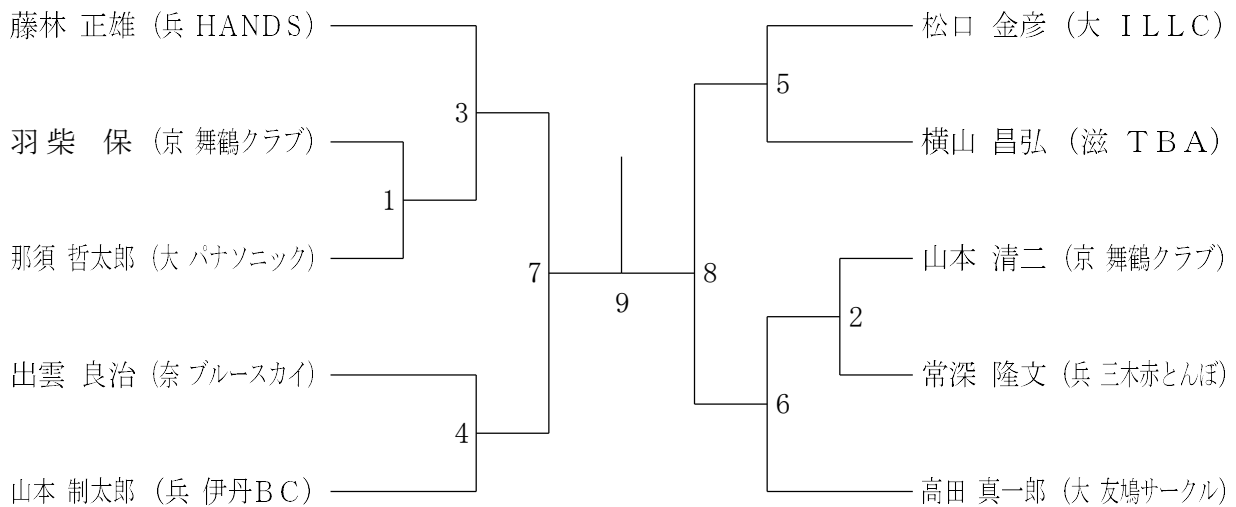 藤林 正雄 (兵 HANDS)
羽柴 保 (京 舞鶴クラブ)
那須 哲太郎 (大 パナソニック)
出雲 良治 (奈 ブルースカイ)
山本 制太郎 (兵 伊丹BC)
3
1
7
4
9
松口 金彦 (大 ILLC)
横山 昌弘 (滋 TBA)
山本 清二 (京 舞鶴クラブ)
常深 隆文 (兵 三木赤とんぼ)
高田 真一郎 (大 友鳩サークル)
5
8
2
6